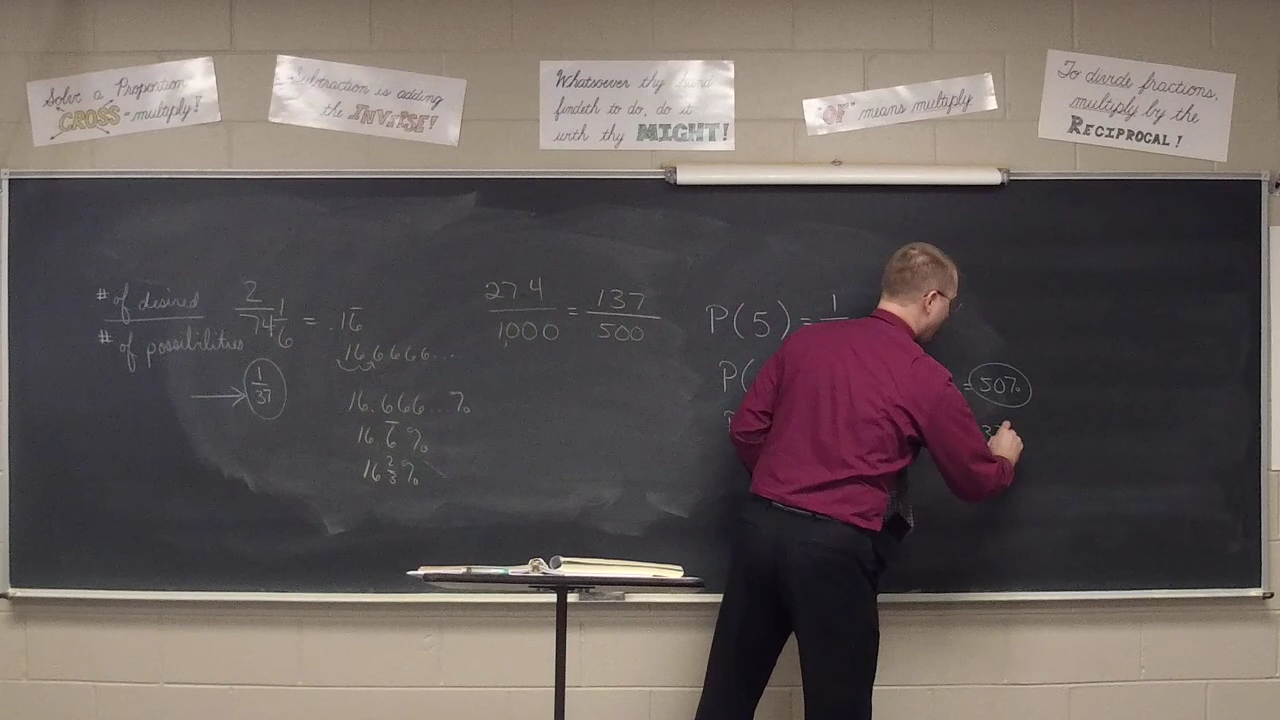 Solve a Proportion
CROSS-multiply!
Subtraction is adding
the INVERSE!
Whatsoever thy hand
findeth to do, do it
with thy MIGHT!
"OF" means multiply
To divide fractions,
multiply by the
RECIPROCAL!
# of desired
# of possibilities
2/74
1/6 = .16̅
→ 1/37
.166666...
16.666...%
16.6̅%
16 2/3 %
27.4/1000 = 137/500
P(5) = 1
P(
= 50%